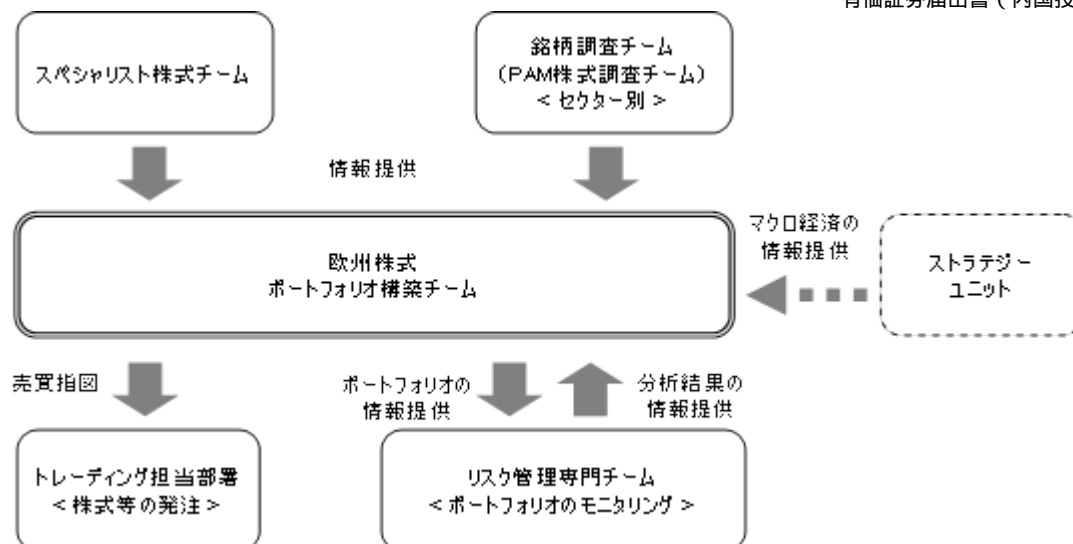 有価証券届出書(内国投
スペシャリスト株式チーム
銘柄調査チーム
(PAM株式調査チーム)
<セクター別>
情報提供
マクロ経済の
情報提供
欧州株式
ポートフォリオ構築チーム
ストラテジー
ユニット
売買指図
ポートフォリオの
情報提供
分析結果の
情報提供
トレーディング担当部署
<株式等の発注>
リスク管理専門チーム
<ポートフォリオのモニタリング>